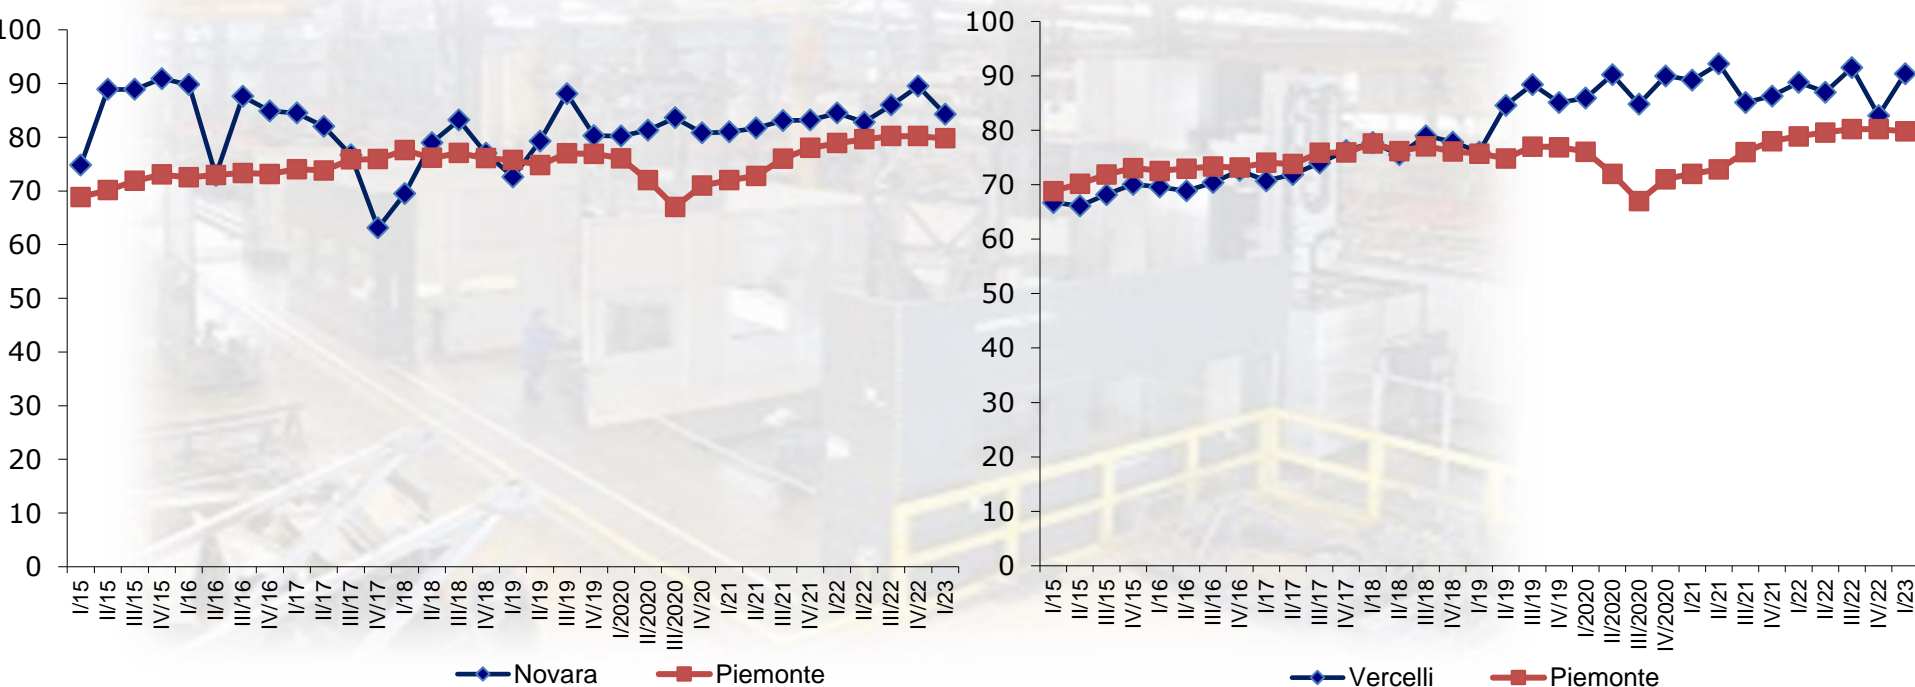 100
90
80
70
60
50
40
30
20
10
0
I/15
II/15
III/15
IV/15
I/16
II/16
III/16
IV/16
I/17
II/17
III/17
IV/17
I/18
II/18
III/18
IV/18
I/19
II/19
III/19
IV/19
I/2020
II/2020
III/2020
IV/20
I/21
II/21
III/21
IV/21
I/22
II/22
III/22
IV/22
I/23
Novara
Piemonte
100
90
80
70
60
50
40
30
20
10
0
I/15
II/15
III/15
IV/15
I/16
II/16
III/16
IV/16
I/17
II/17
III/17
IV/17
I/18
II/18
III/18
IV/18
I/19
II/19
III/19
IV/19
I/2020
II/2020
III/2020
IV/2020
I/21
II/21
III/21
IV/21
I/22
II/22
III/22
IV/22
I/23
Vercelli
Piemonte